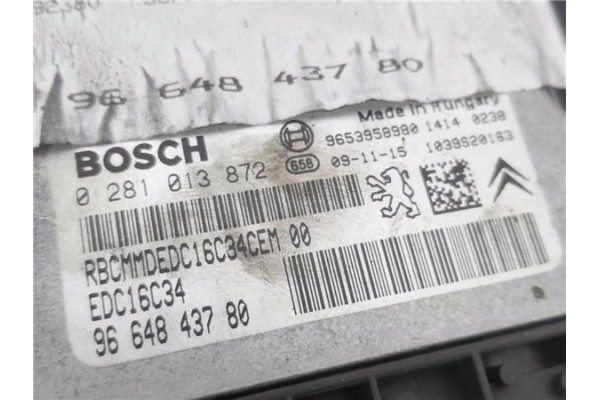 96 648 437 80
Made in Hungary
BOSCH 9653958980 1414 0238
0 281 013 872 658 09-11-15 1039S20163
RBCMMDEDC16C34CEM 00
EDC16C34
96 648 437 80